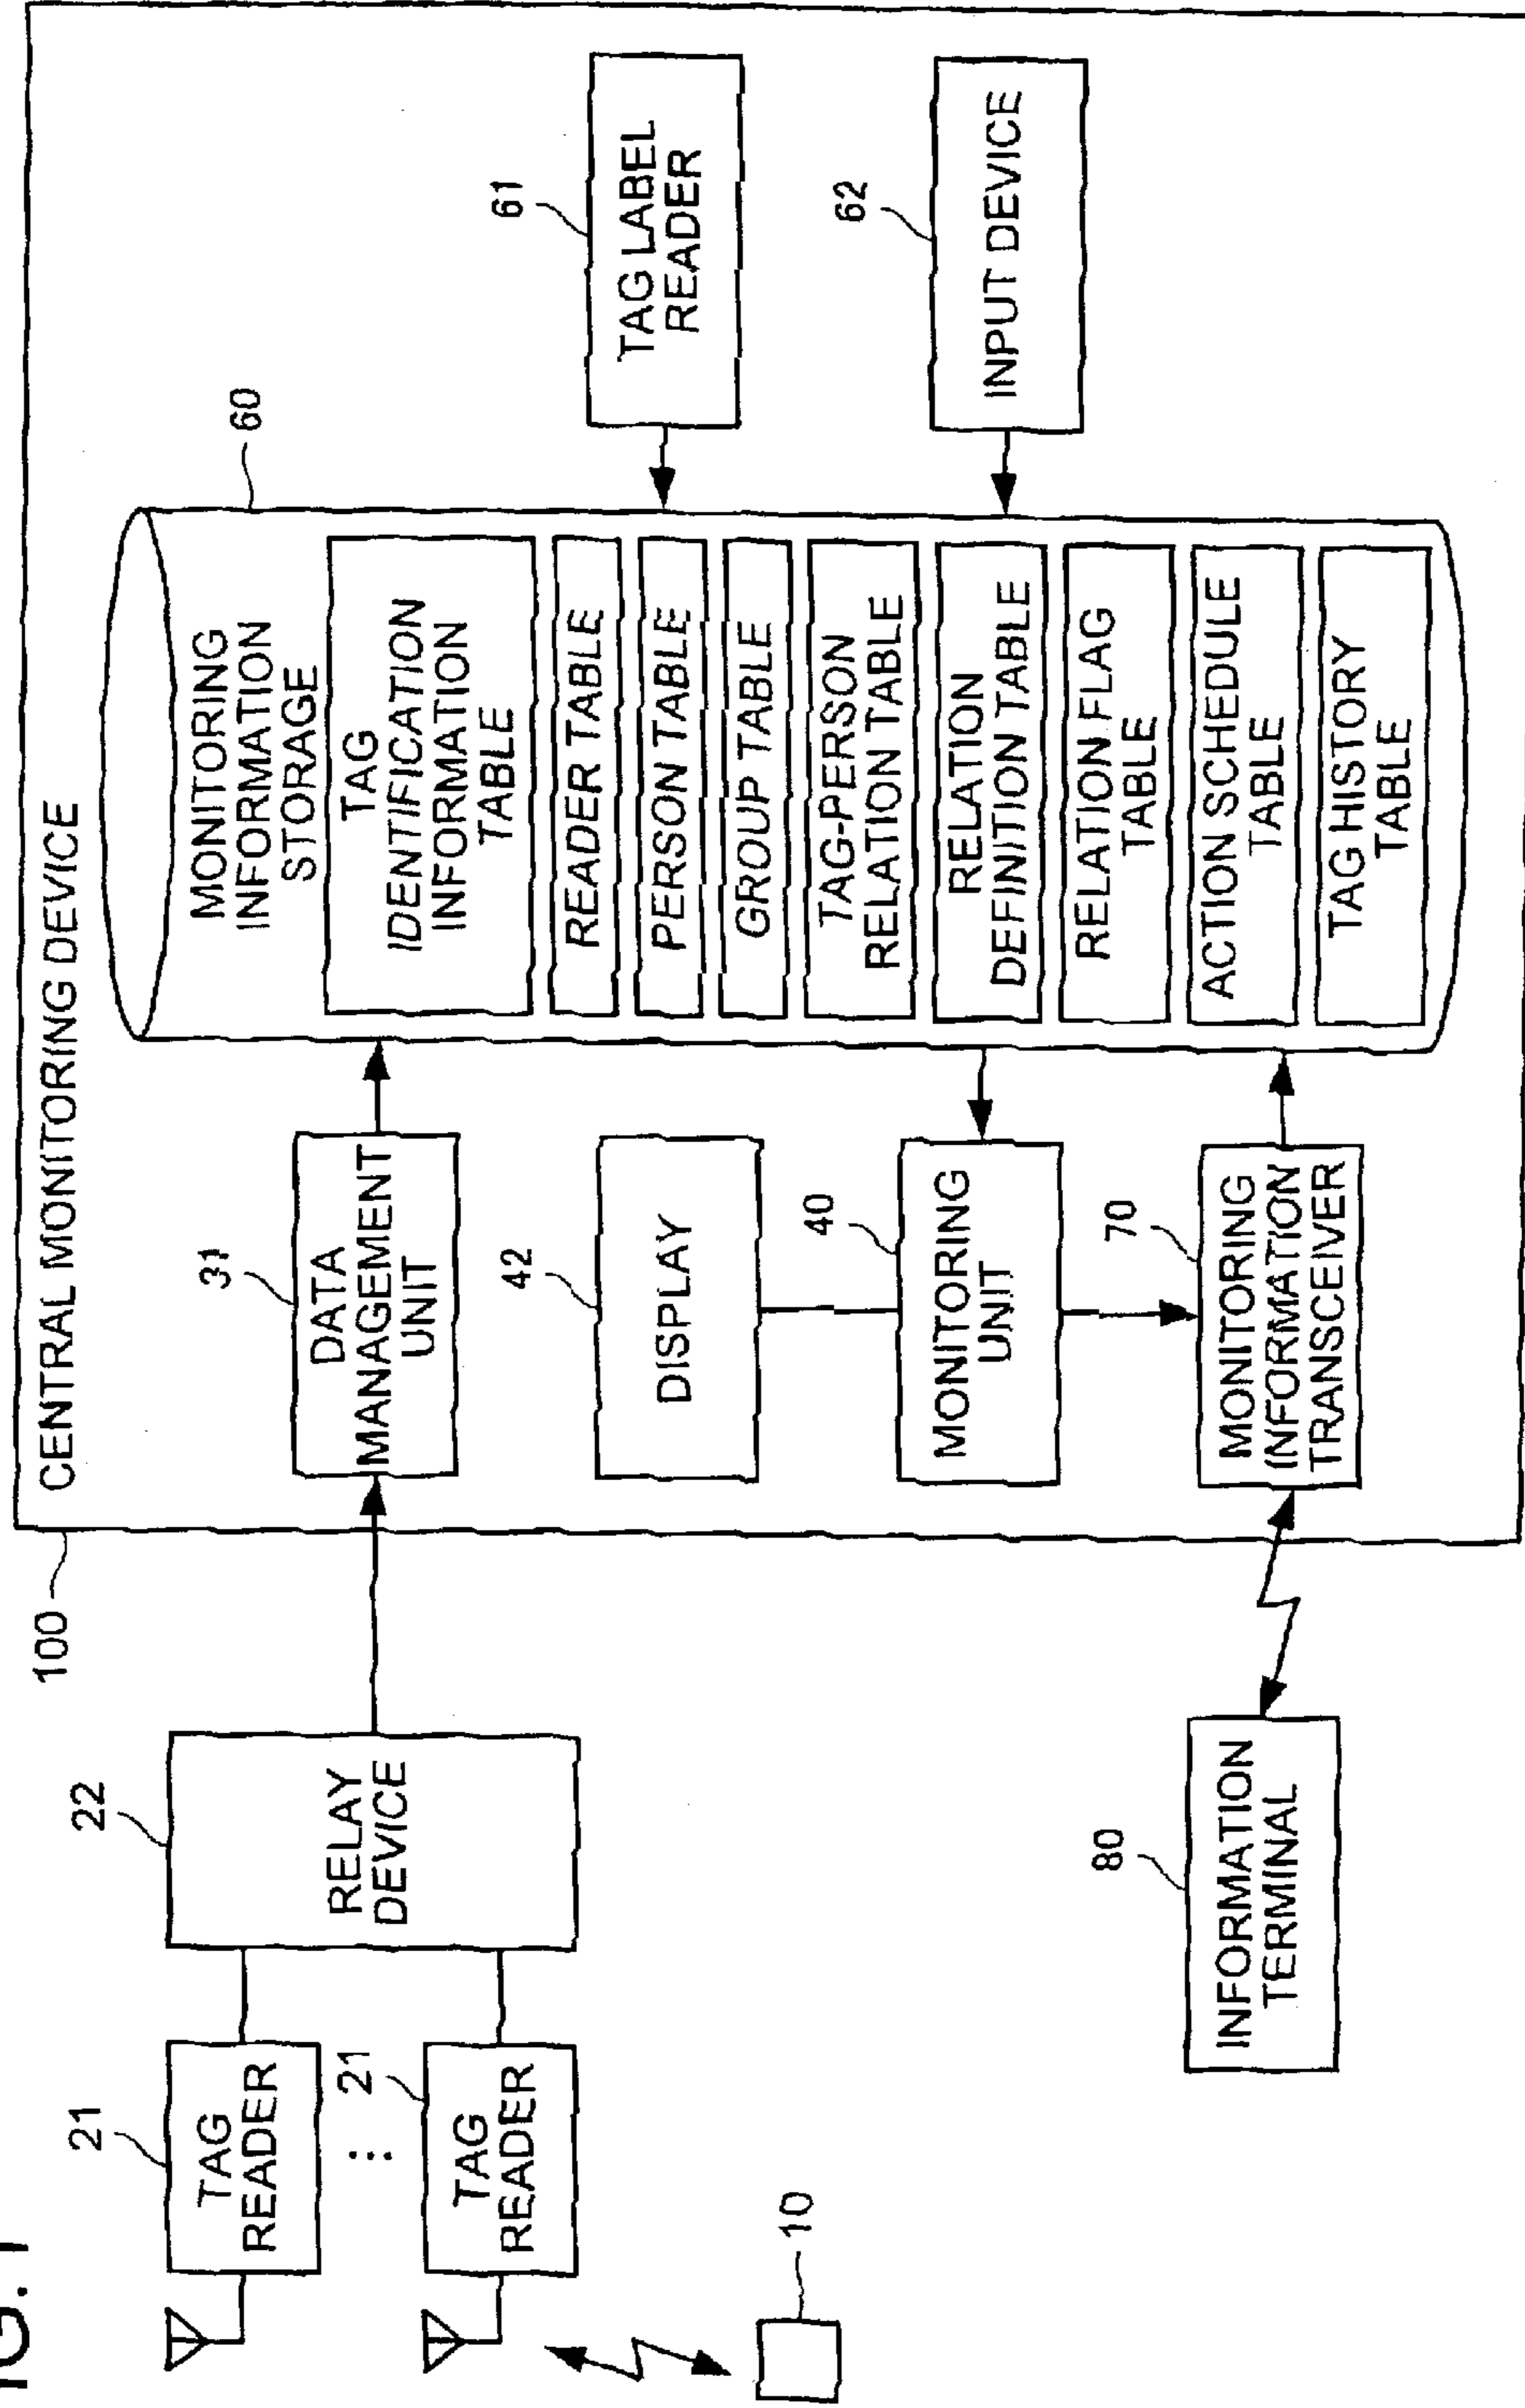 IG. 1
100
CENTRAL MONITORING DEVICE
21
TAG
READER
21
TAG
READER
10
22
RELAY
DEVICE
31
DATA
MANAGEMENT
UNIT
42
DISPLAY
40
MONITORING
UNIT
70
MONITORING
INFORMATION
TRANSCEIVER
80
INFORMATION
TERMINAL
60
MONITORING
INFORMATION
STORAGE
TAG
IDENTIFICATION
INFORMATION
TABLE
READER TABLE
PERSON TABLE
GROUP TABLE
TAG-PERSON
RELATION TABLE
RELATION
DEFINITION TABLE
RELATION FLAG
TABLE
ACTION SCHEDULE
TABLE
TAG HISTORY
TABLE
61
TAG LABEL
READER
62
INPUT DEVICE